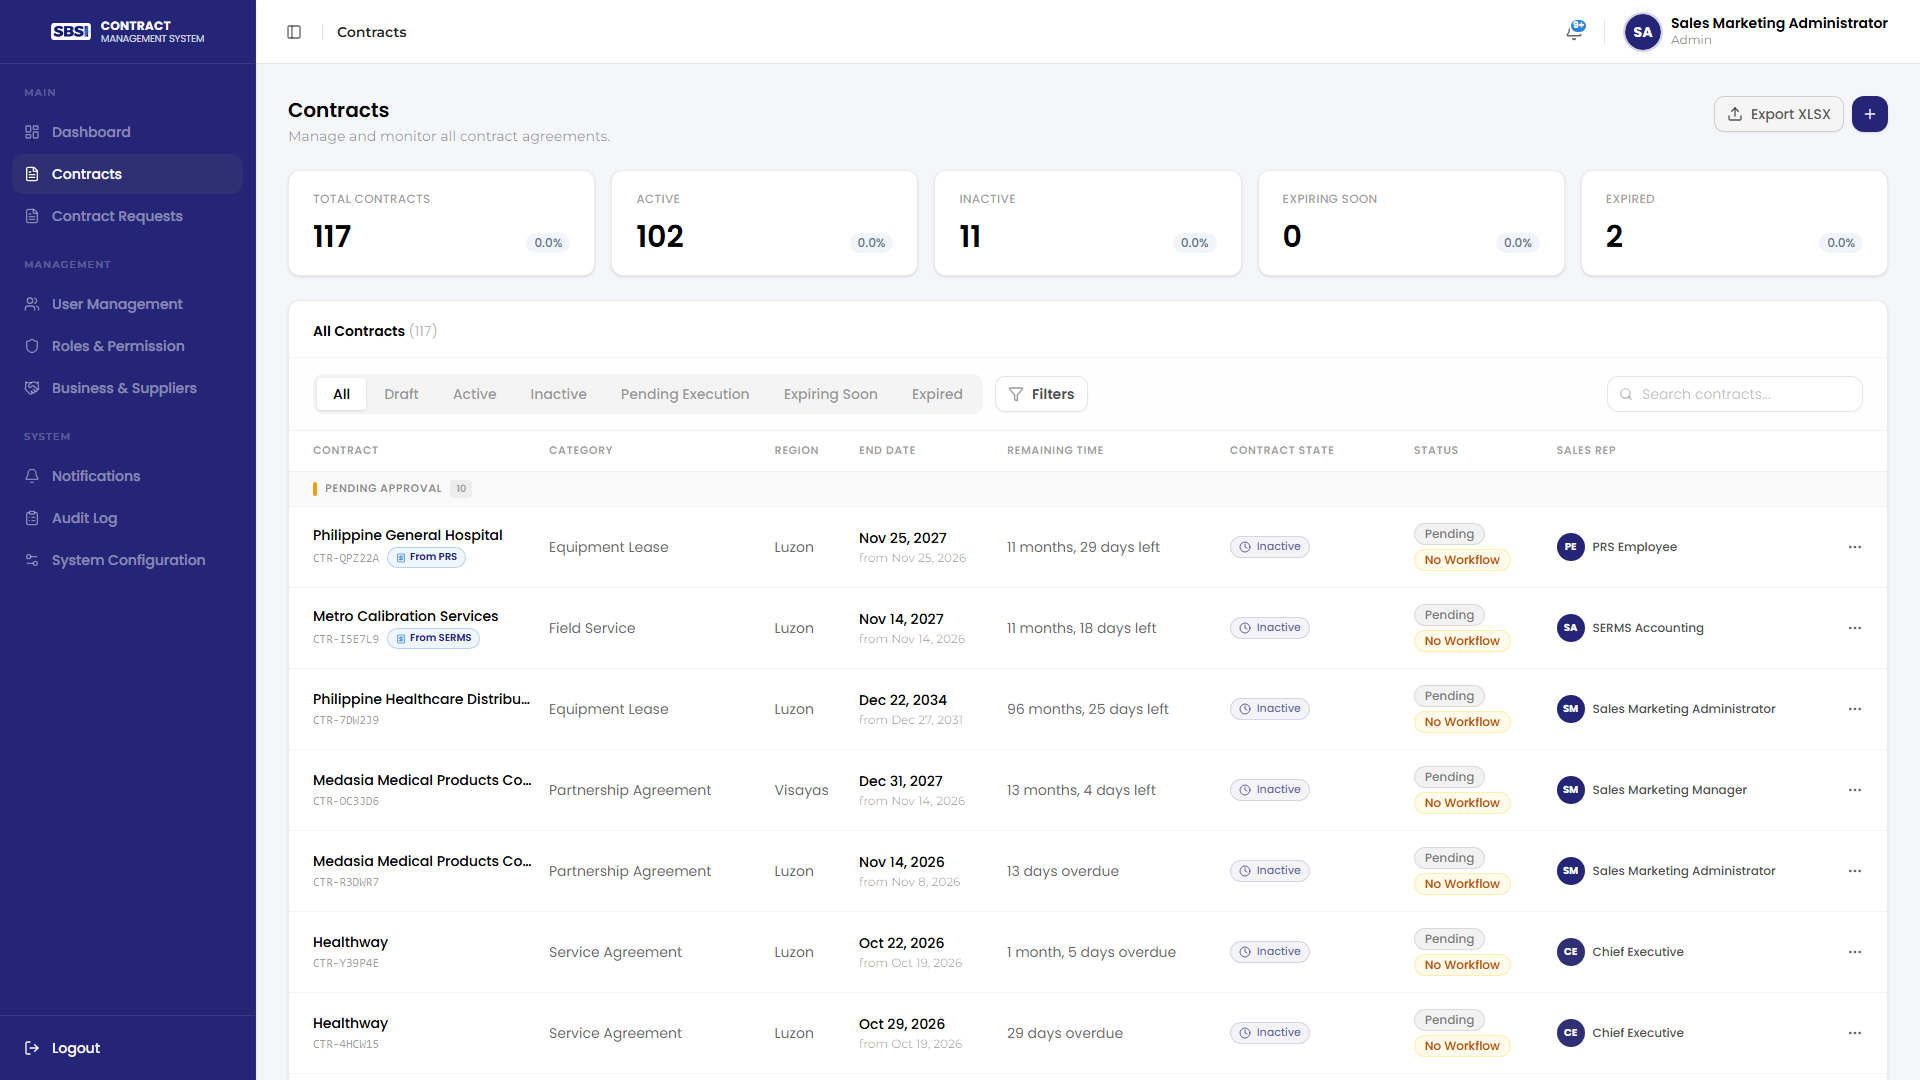 SBSI CONTRACT
MANAGEMENT SYSTEM
MAIN
Dashboard
Contracts
Contract Requests
MANAGEMENT
User Management
Roles & Permission
Business & Suppliers
SYSTEM
Notifications
Audit Log
System Configuration
Logout
Contracts
9+
SA
Sales Marketing Administrator
Admin
Contracts
Manage and monitor all contract agreements.
Export XLSX
TOTAL CONTRACTS
117
0.0%
ACTIVE
102
0.0%
INACTIVE
11
0.0%
EXPIRING SOON
0
0.0%
EXPIRED
2
0.0%
All Contracts (117)
All Draft Active Inactive Pending Execution Expiring Soon Expired Filters Search contracts...
CONTRACT CATEGORY REGION END DATE REMAINING TIME CONTRACT STATE STATUS SALES REP
PENDING APPROVAL 10
Philippine General Hospital
CTR-QPZ22A From PRS
Equipment Lease
Luzon
Nov 25, 2027
from Nov 25, 2026
11 months, 29 days left
Inactive
Pending
No Workflow
PE PRS Employee
Metro Calibration Services
CTR-I5E7L9 From SERMS
Field Service
Luzon
Nov 14, 2027
from Nov 14, 2026
11 months, 18 days left
Inactive
Pending
No Workflow
SA SERMS Accounting
Philippine Healthcare Distribu...
CTR-7DW2J9
Equipment Lease
Luzon
Dec 22, 2034
from Dec 27, 2031
96 months, 25 days left
Inactive
Pending
No Workflow
SM Sales Marketing Administrator
Medasia Medical Products Co...
CTR-OC3JD6
Partnership Agreement
Visayas
Dec 31, 2027
from Nov 14, 2026
13 months, 4 days left
Inactive
Pending
No Workflow
SM Sales Marketing Manager
Medasia Medical Products Co...
CTR-R3DWR7
Partnership Agreement
Luzon
Nov 14, 2026
from Nov 8, 2026
13 days overdue
Inactive
Pending
No Workflow
SM Sales Marketing Administrator
Healthway
CTR-Y39P4E
Service Agreement
Luzon
Oct 22, 2026
from Oct 19, 2026
1 month, 5 days overdue
Inactive
Pending
No Workflow
CE Chief Executive
Healthway
CTR-4HCW15
Service Agreement
Luzon
Oct 29, 2026
from Oct 19, 2026
29 days overdue
Inactive
Pending
No Workflow
CE Chief Executive